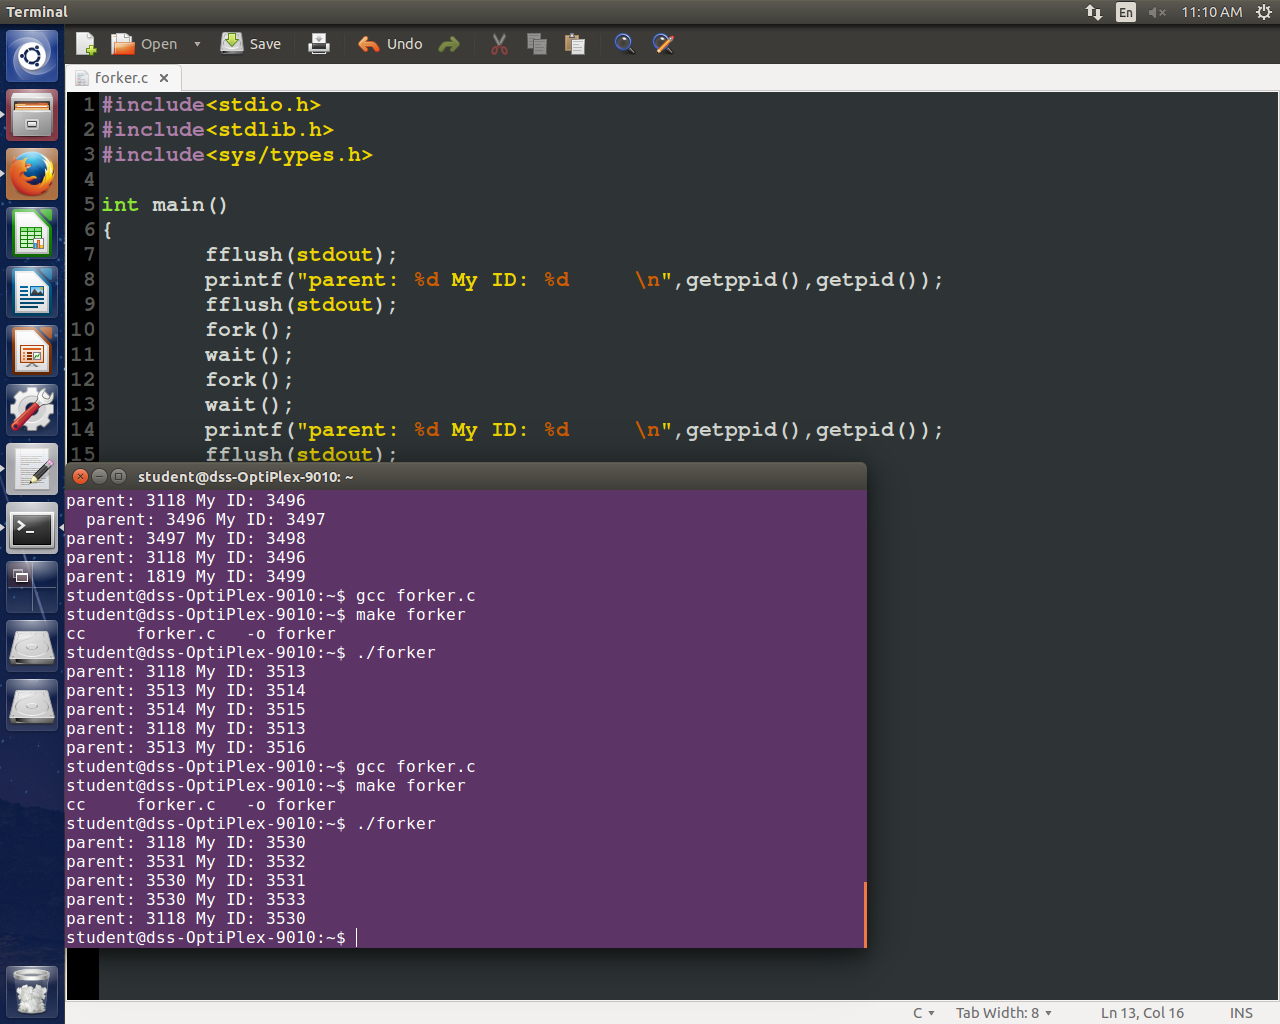 Terminal
En
11:10 AM
Open
Save
Undo
forker.c
1 #include<stdio.h>
2 #include<stdlib.h>
3 #include<sys/types.h>
4
5 int main()
6 {
7 fflush(stdout);
8 printf("parent: %d My ID: %d     \n",getppid(),getpid());
9 fflush(stdout);
10 fork();
11 wait();
12 fork();
13 wait();
14 printf("parent: %d My ID: %d     \n",getppid(),getpid());
15 fflush(stdout);
student@dss-OptiPlex-9010: ~
parent: 3118 My ID: 3496
  parent: 3496 My ID: 3497
parent: 3497 My ID: 3498
parent: 3118 My ID: 3496
parent: 1819 My ID: 3499
student@dss-OptiPlex-9010:~$ gcc forker.c
student@dss-OptiPlex-9010:~$ make forker
cc     forker.c   -o forker
student@dss-OptiPlex-9010:~$ ./forker
parent: 3118 My ID: 3513
parent: 3513 My ID: 3514
parent: 3514 My ID: 3515
parent: 3118 My ID: 3513
parent: 3513 My ID: 3516
student@dss-OptiPlex-9010:~$ gcc forker.c
student@dss-OptiPlex-9010:~$ make forker
cc     forker.c   -o forker
student@dss-OptiPlex-9010:~$ ./forker
parent: 3118 My ID: 3530
parent: 3531 My ID: 3532
parent: 3530 My ID: 3531
parent: 3530 My ID: 3533
parent: 3118 My ID: 3530
student@dss-OptiPlex-9010:~$
C
Tab Width: 8
Ln 13, Col 16
INS